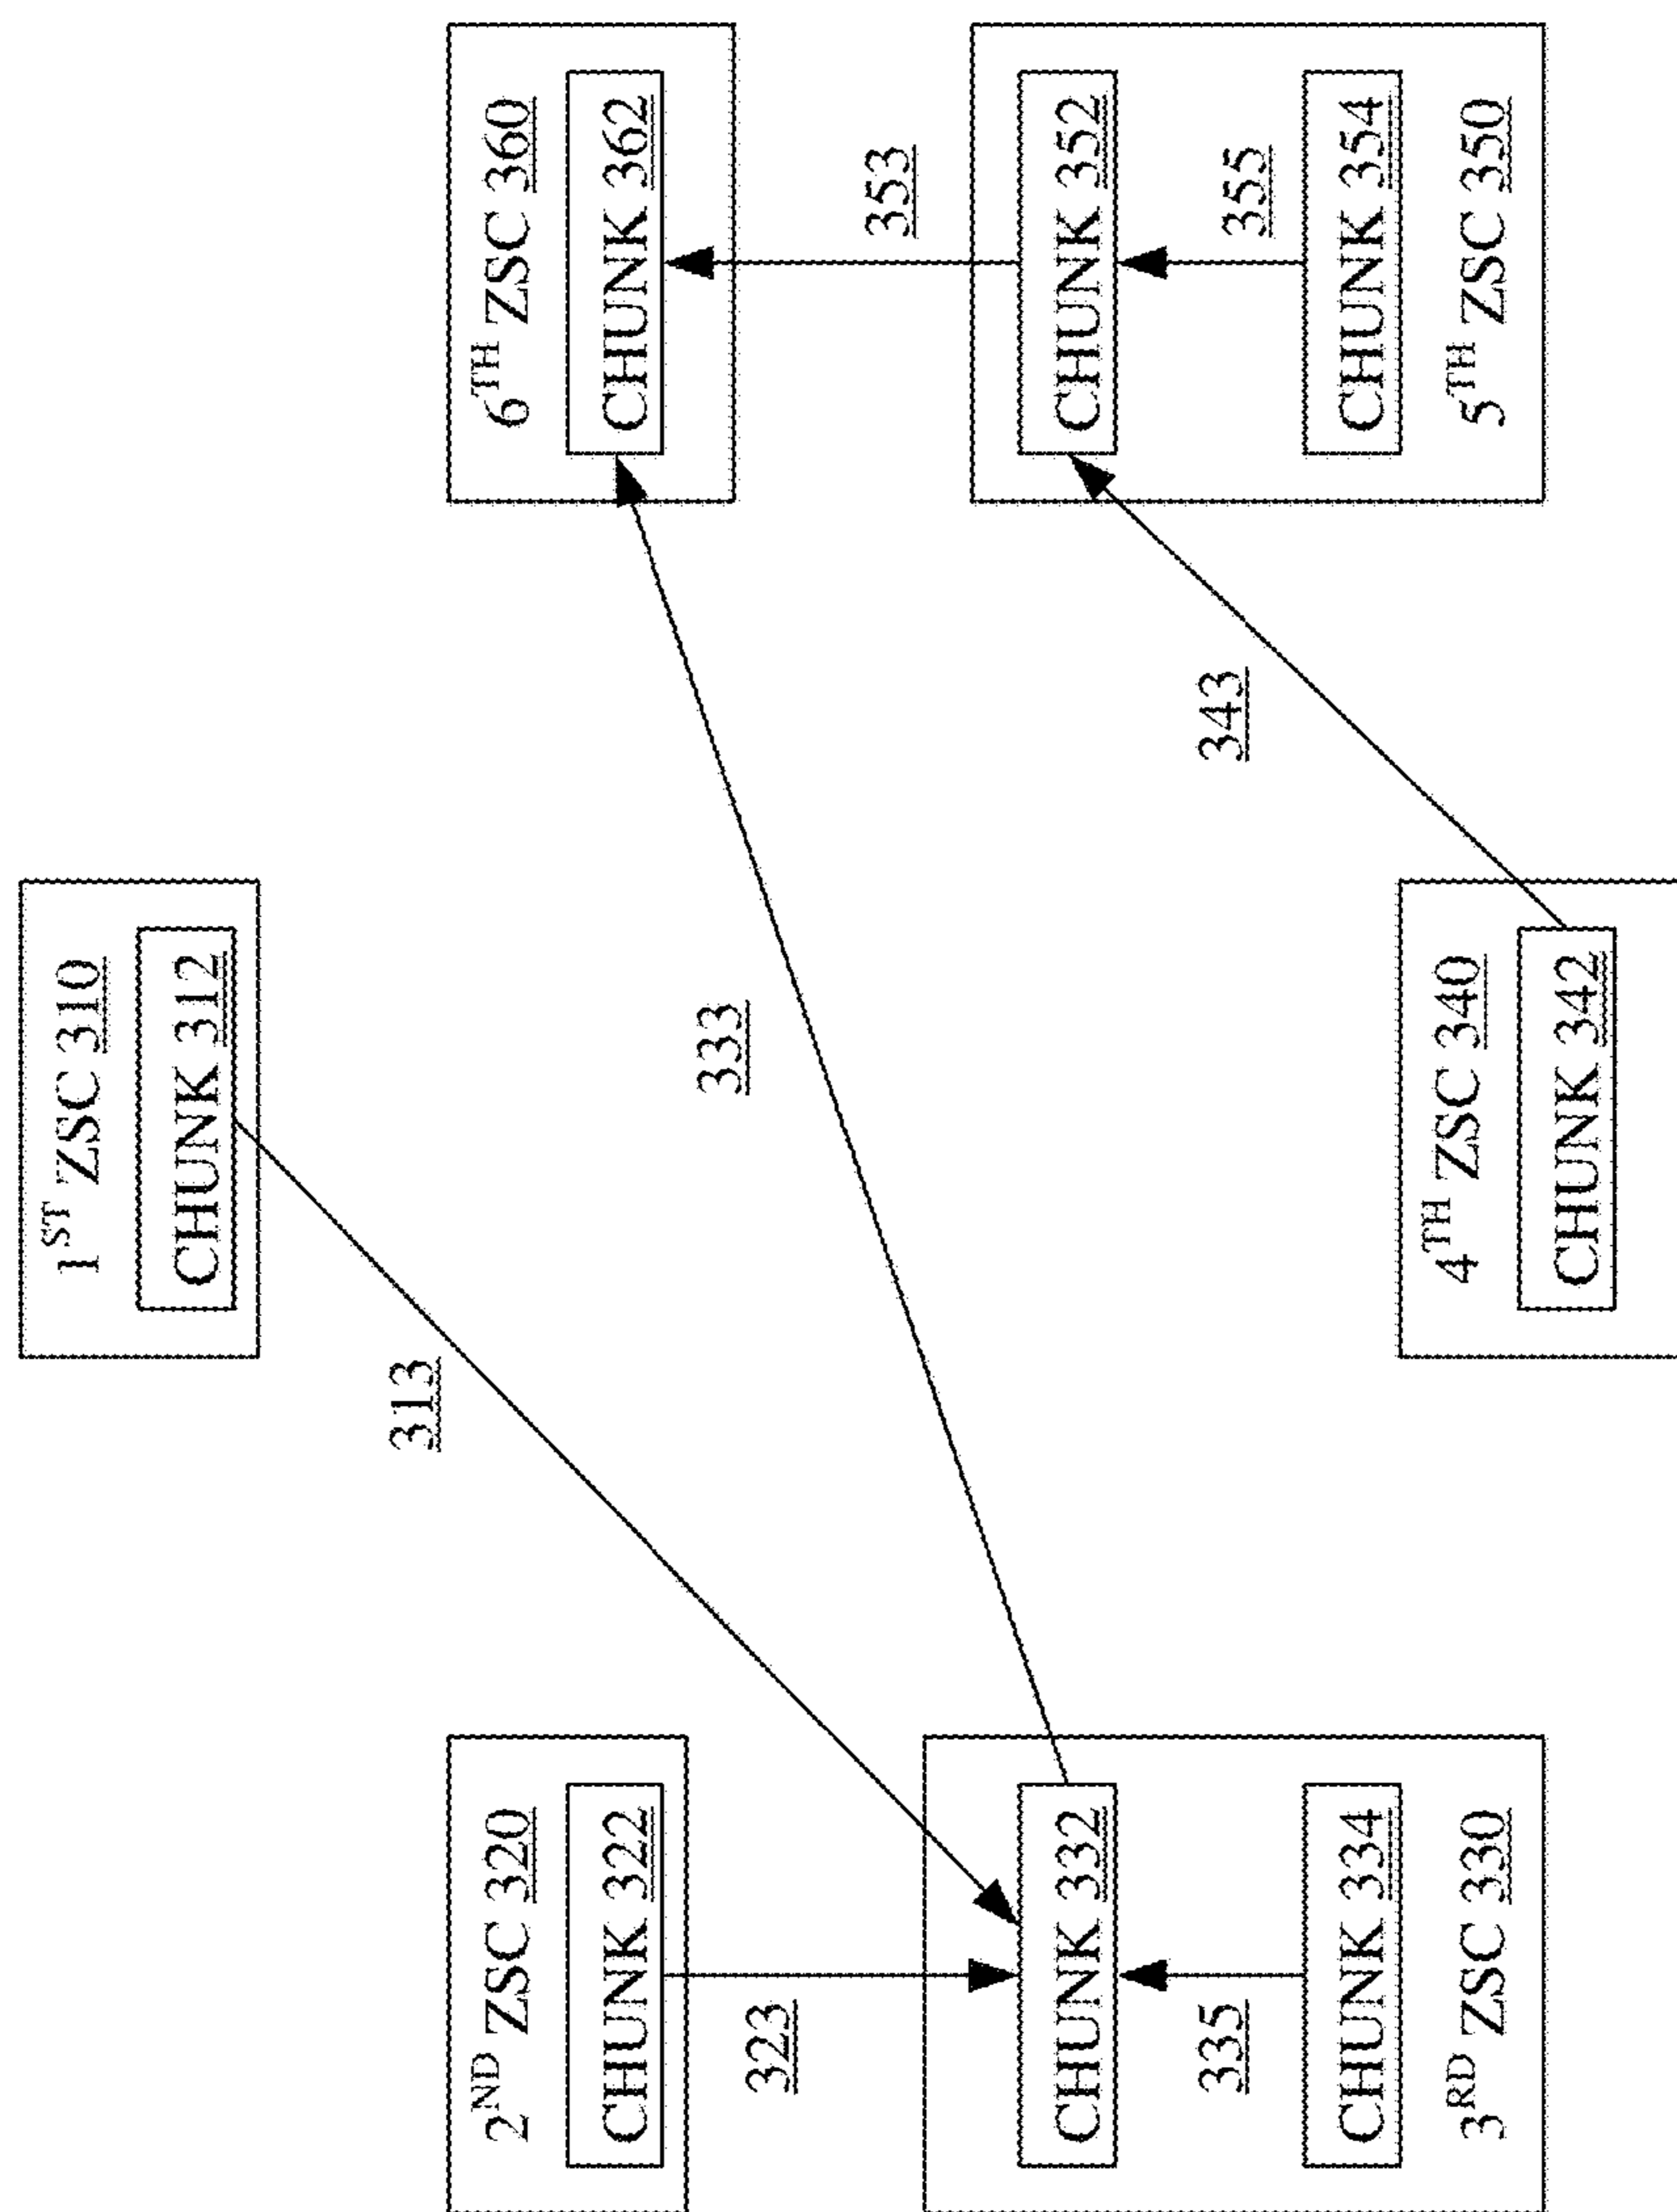 1ST ZSC 310
CHUNK 312
2ND ZSC 320
CHUNK 322
6TH ZSC 360
CHUNK 362
313
333
323
353
CHUNK 332
CHUNK 352
335
343
355
CHUNK 334
CHUNK 354
3RD ZSC 330
4TH ZSC 340
5TH ZSC 350
CHUNK 342